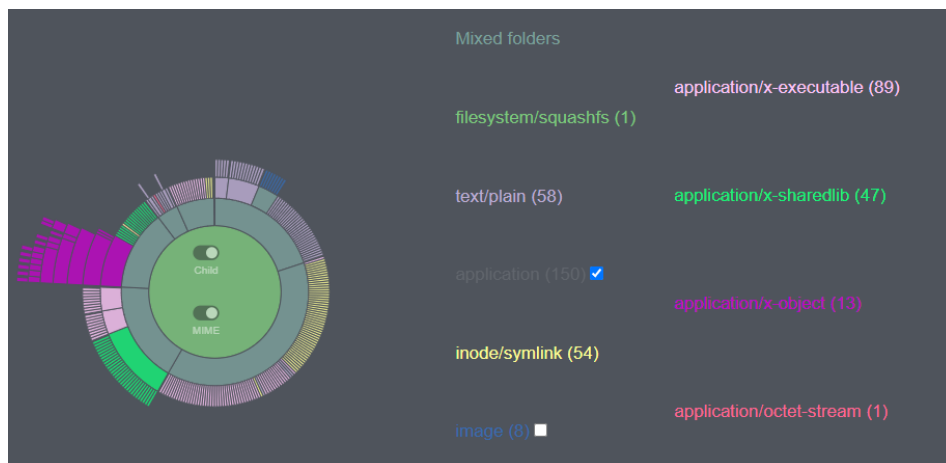 Mixed folders
application/x-executable (89)
filesystem/squashfs (1)
text/plain (58)
application/x-sharedlib (47)
Child
application (150)
application/x-object (13)
MIME
inode/symlink (54)
application/octet-stream (1)
image (8)